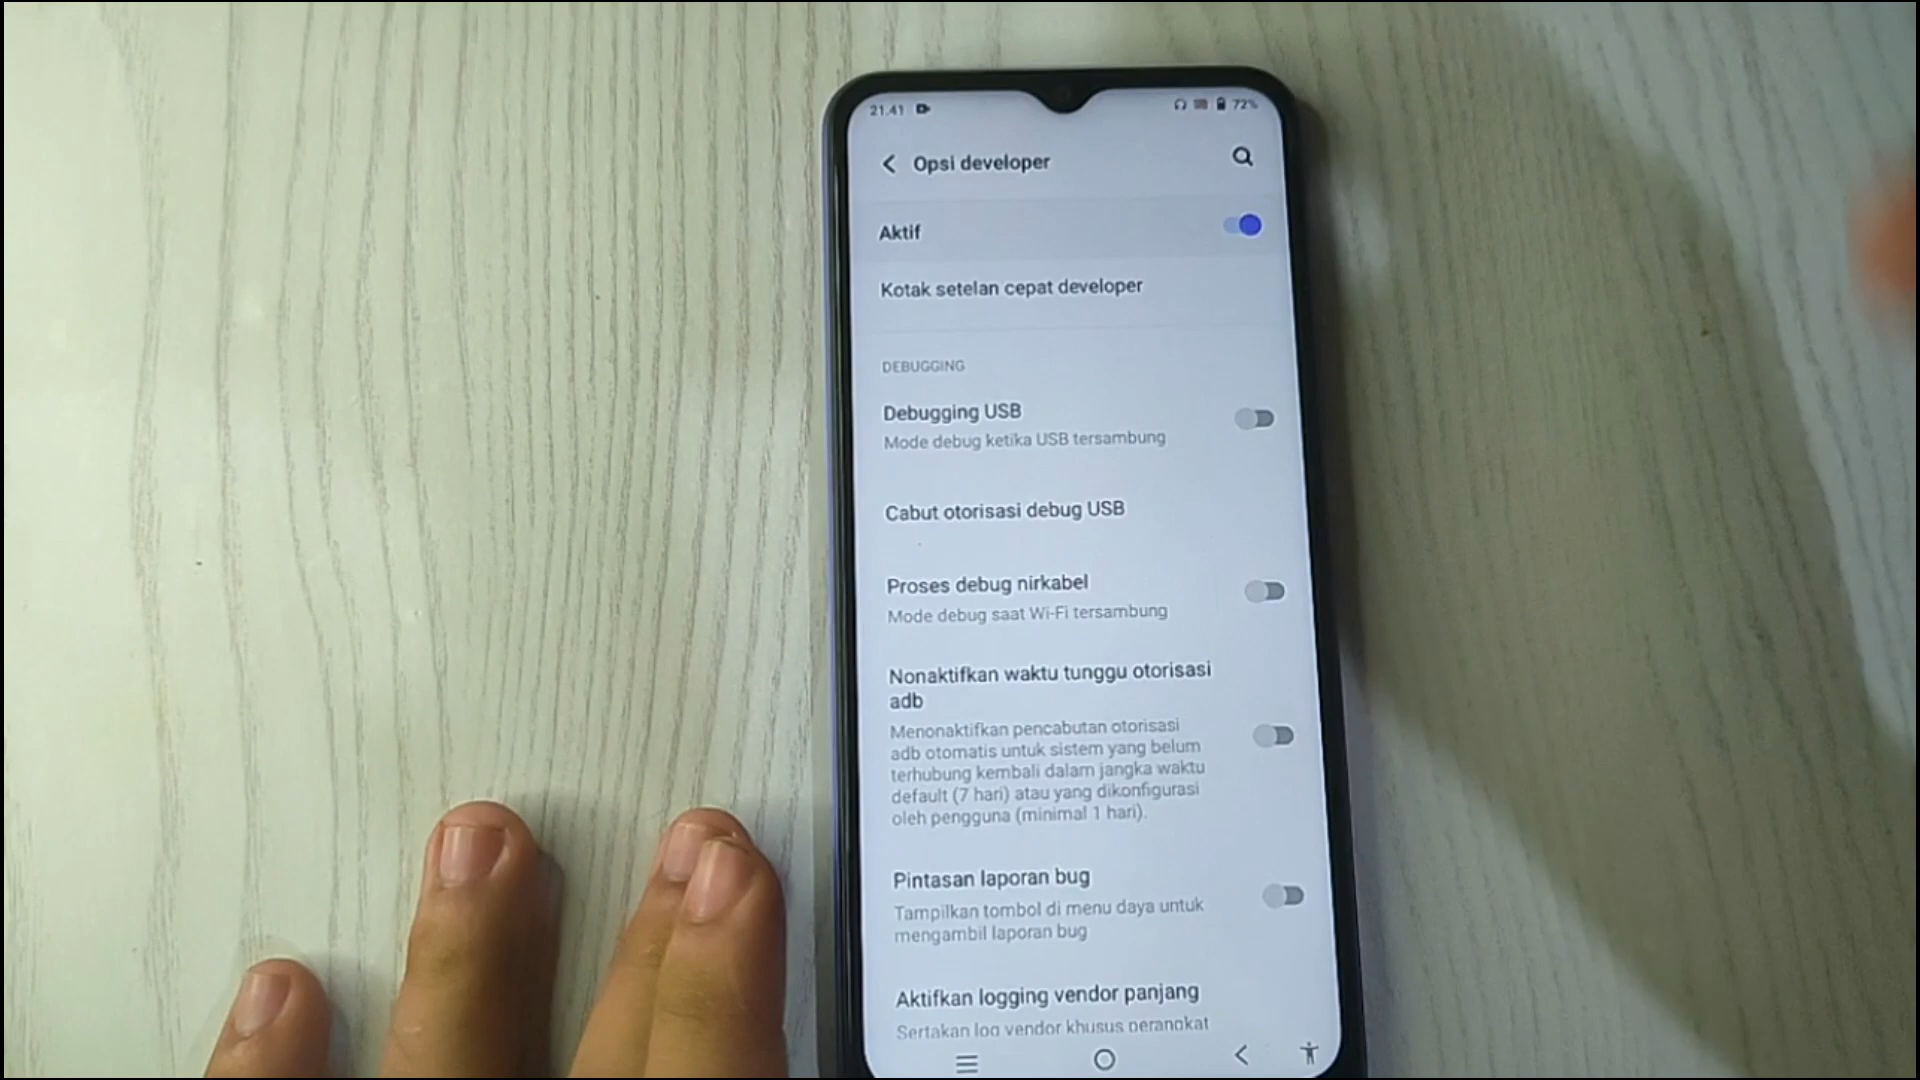 21.41
72%
Opsi developer
Aktif
Kotak setelan cepat developer
DEBUGGING
Debugging USB
Mode debug ketika USB tersambung
Cabut otorisasi debug USB
Proses debug nirkabel
Mode debug saat Wi-Fi tersambung
Nonaktifkan waktu tunggu otorisasi
adb
Menonaktifkan pencabutan otorisasi
adb otomatis untuk sistem yang belum
terhubung kembali dalam jangka waktu
default (7 hari) atau yang dikonfigurasi
oleh pengguna (minimal 1 hari).
Pintasan laporan bug
Tampilkan tombol di menu daya untuk
mengambil laporan bug
Aktifkan logging vendor panjang
Sertakan log vendor khusus perangkat